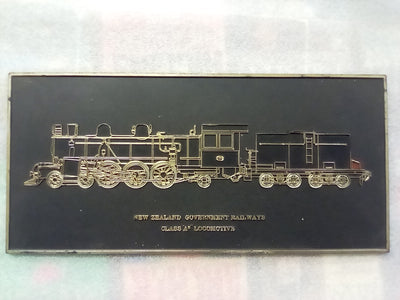 NEW ZEALAND GOVERNMENT RAILWAYS
CLASS LOCOMOTIVE